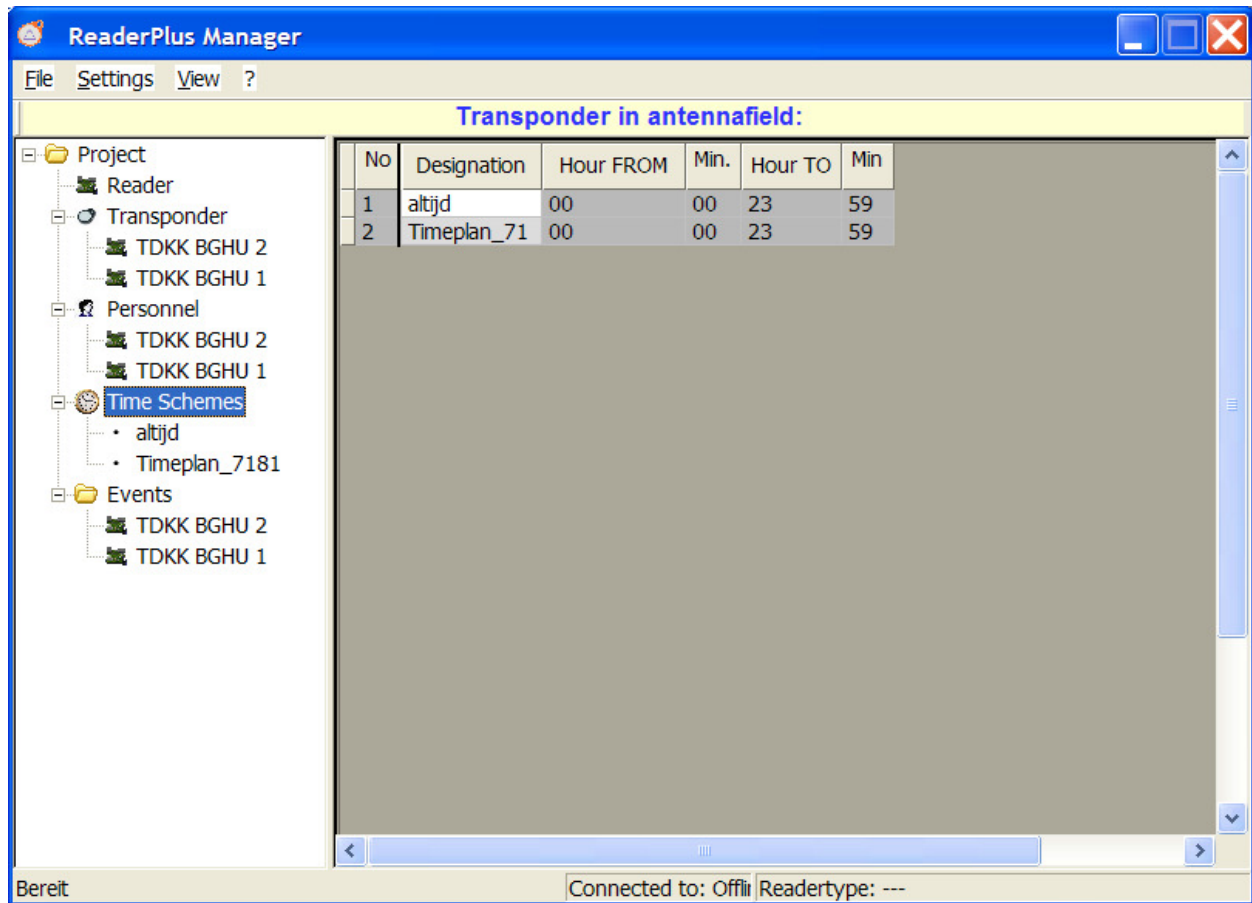 ReaderPlus Manager
File Settings View ?
Transponder in antennafield:
Project
Reader
Transponder
TDKK BGHU 2
TDKK BGHU 1
Personnel
TDKK BGHU 2
TDKK BGHU 1
Time Schemes
altijd
Timeplan_7181
Events
TDKK BGHU 2
TDKK BGHU 1
No Designation Hour FROM Min. Hour TO Min
1 altijd 00 00 23 59
2 Timeplan_71 00 00 23 59
Bereit Connected to: Offli Readertype: ---